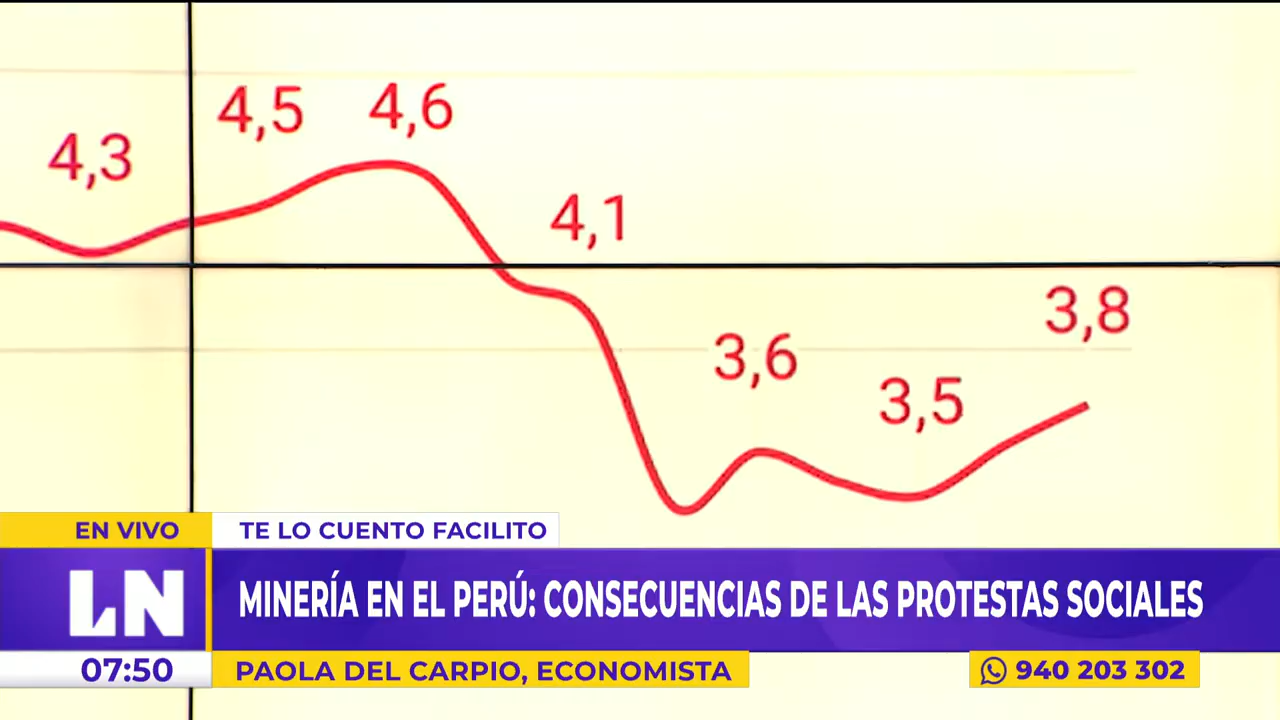 4,3
4,5
4,6
4,1
3,6
3,5
3,8
EN VIVO
TE LO CUENTO FACILITO
LN
MINERÍA EN EL PERÚ: CONSECUENCIAS DE LAS PROTESTAS SOCIALES
07:50
PAOLA DEL CARPIO, ECONOMISTA
940 203 302